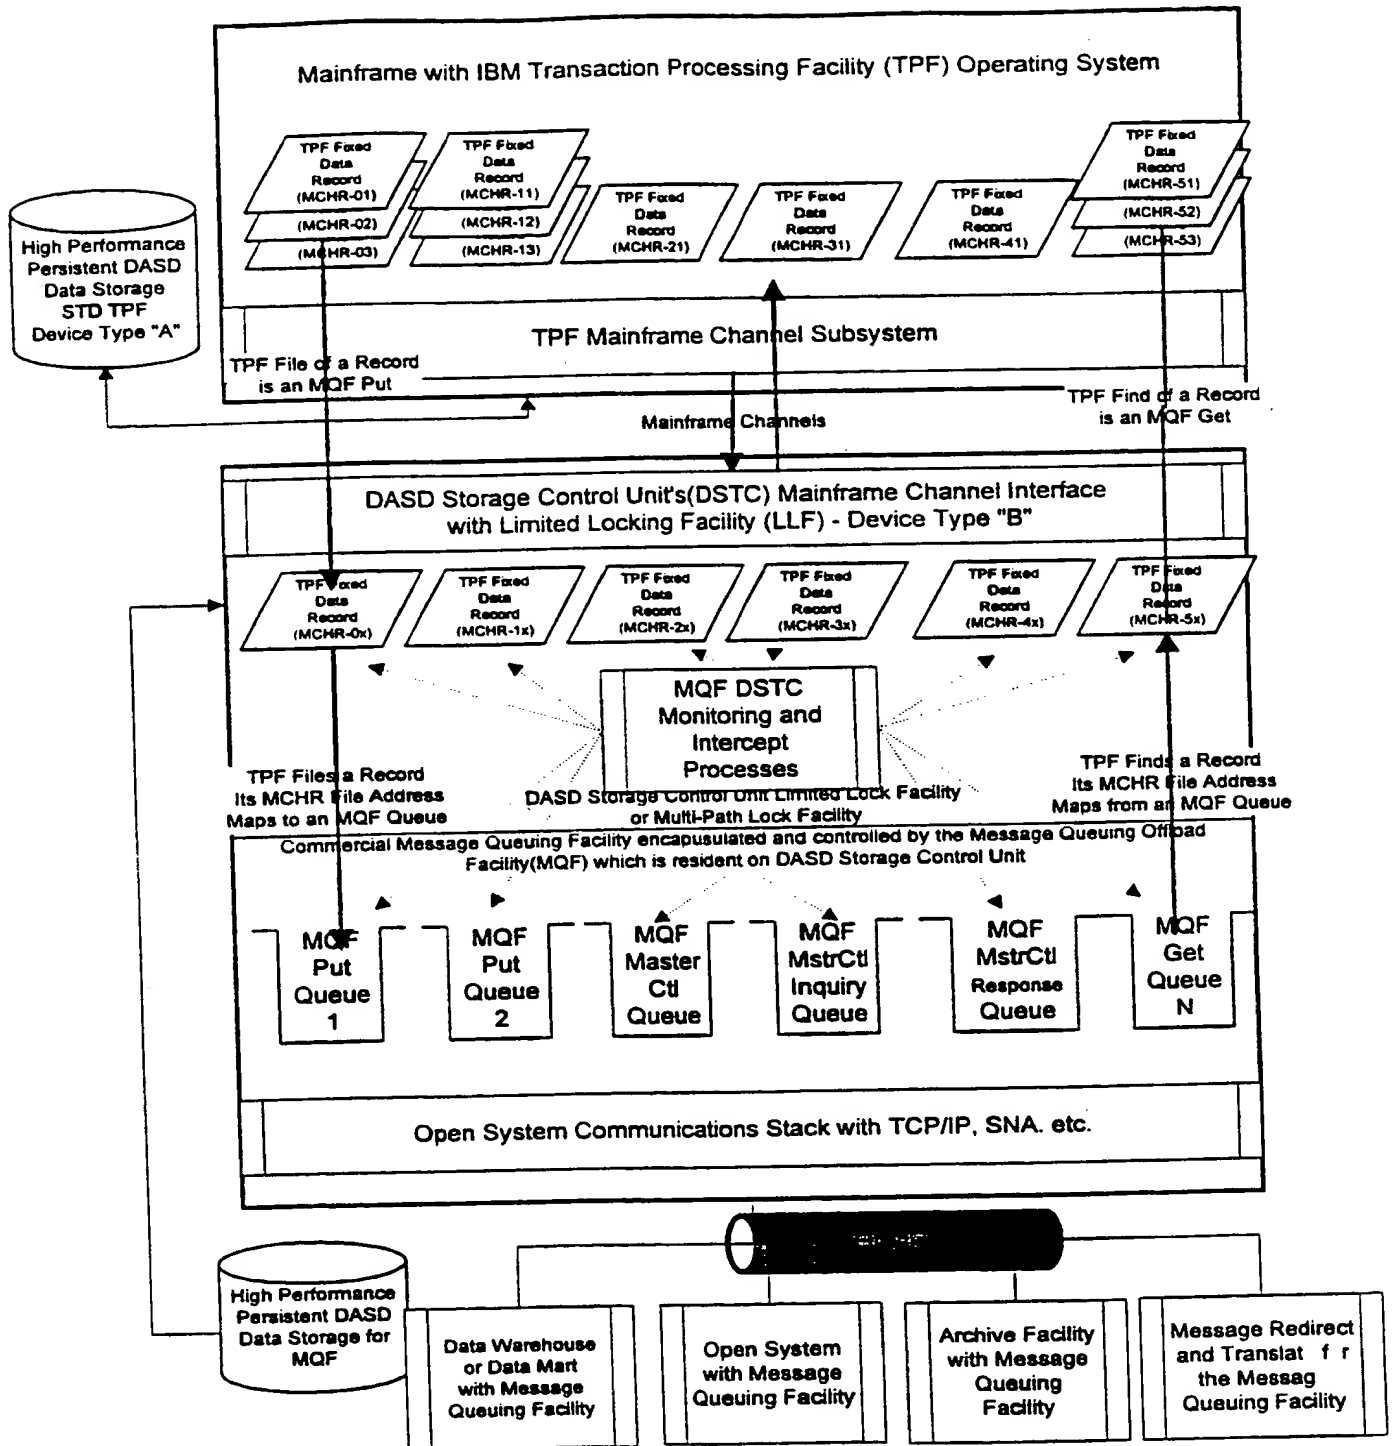 Mainframe with IBM Transaction Processing Facility (TPF) Operating System
TPF Fixed
Data
Record
(MCHR-01)
(MCHR-02)
(MCHR-03)
TPF Fixed
Data
Record
(MCHR-11)
(MCHR-12)
(MCHR-13)
TPF Fixed
Data
Record
(MCHR-21)
TPF Fixed
Data
Record
(MCHR-31)
TPF Fixed
Data
Record
(MCHR-41)
TPF Fixed
Data
Record
(MCHR-51)
(MCHR-52)
(MCHR-53)
High Performance
Persistent DASD
Data Storage
STD TPF
Device Type "A"
TPF Mainframe Channel Subsystem
TPF File of a Record
is an MQF Put
Mainframe Channels
TPF Find of a Record
is an MQF Get
DASD Storage Control Unit's(DSTC) Mainframe Channel Interface
with Limited Locking Facility (LLF) - Device Type "B"
TPF Fixed
Data
Record
(MCHR-0x)
TPF Fixed
Data
Record
(MCHR-1x)
TPF Fixed
Data
Record
(MCHR-2x)
TPF Fixed
Data
Record
(MCHR-3x)
TPF Fixed
Data
Record
(MCHR-4x)
TPF Fixed
Data
Record
(MCHR-5x)
MQF DSTC
Monitoring and
Intercept
Processes
TPF Files a Record
Its MCHR File Address
Maps to an MQF Queue
DASD Storage Control Unit Limited Lock Facility
or Multi-Path Lock Facility
TPF Finds a Record
Its MCHR File Address
Maps from an MQF Queue
Commercial Message Queuing Facility encapusulated and controlled by the Message Queuing Offload
Facility(MQF) which is resident on DASD Storage Control Unit
MQF
Put
Queue
1
MQF
Put
Queue
2
MQF
Master
Ctl
Queue
MQF
MstrCtl
Inquiry
Queue
MQF
MstrCtl
Response
Queue
MQF
Get
Queue
N
Open System Communications Stack with TCP/IP, SNA. etc.
High Performance
Persistent DASD
Data Storage for
MQF
Data Warehouse
or Data Mart
with Message
Queuing Facility
Open System
with Message
Queuing Facility
Archive Facility
with Message
Queuing
Facility
Message Redirect
and Translat f r
the Messag
Queuing Facility